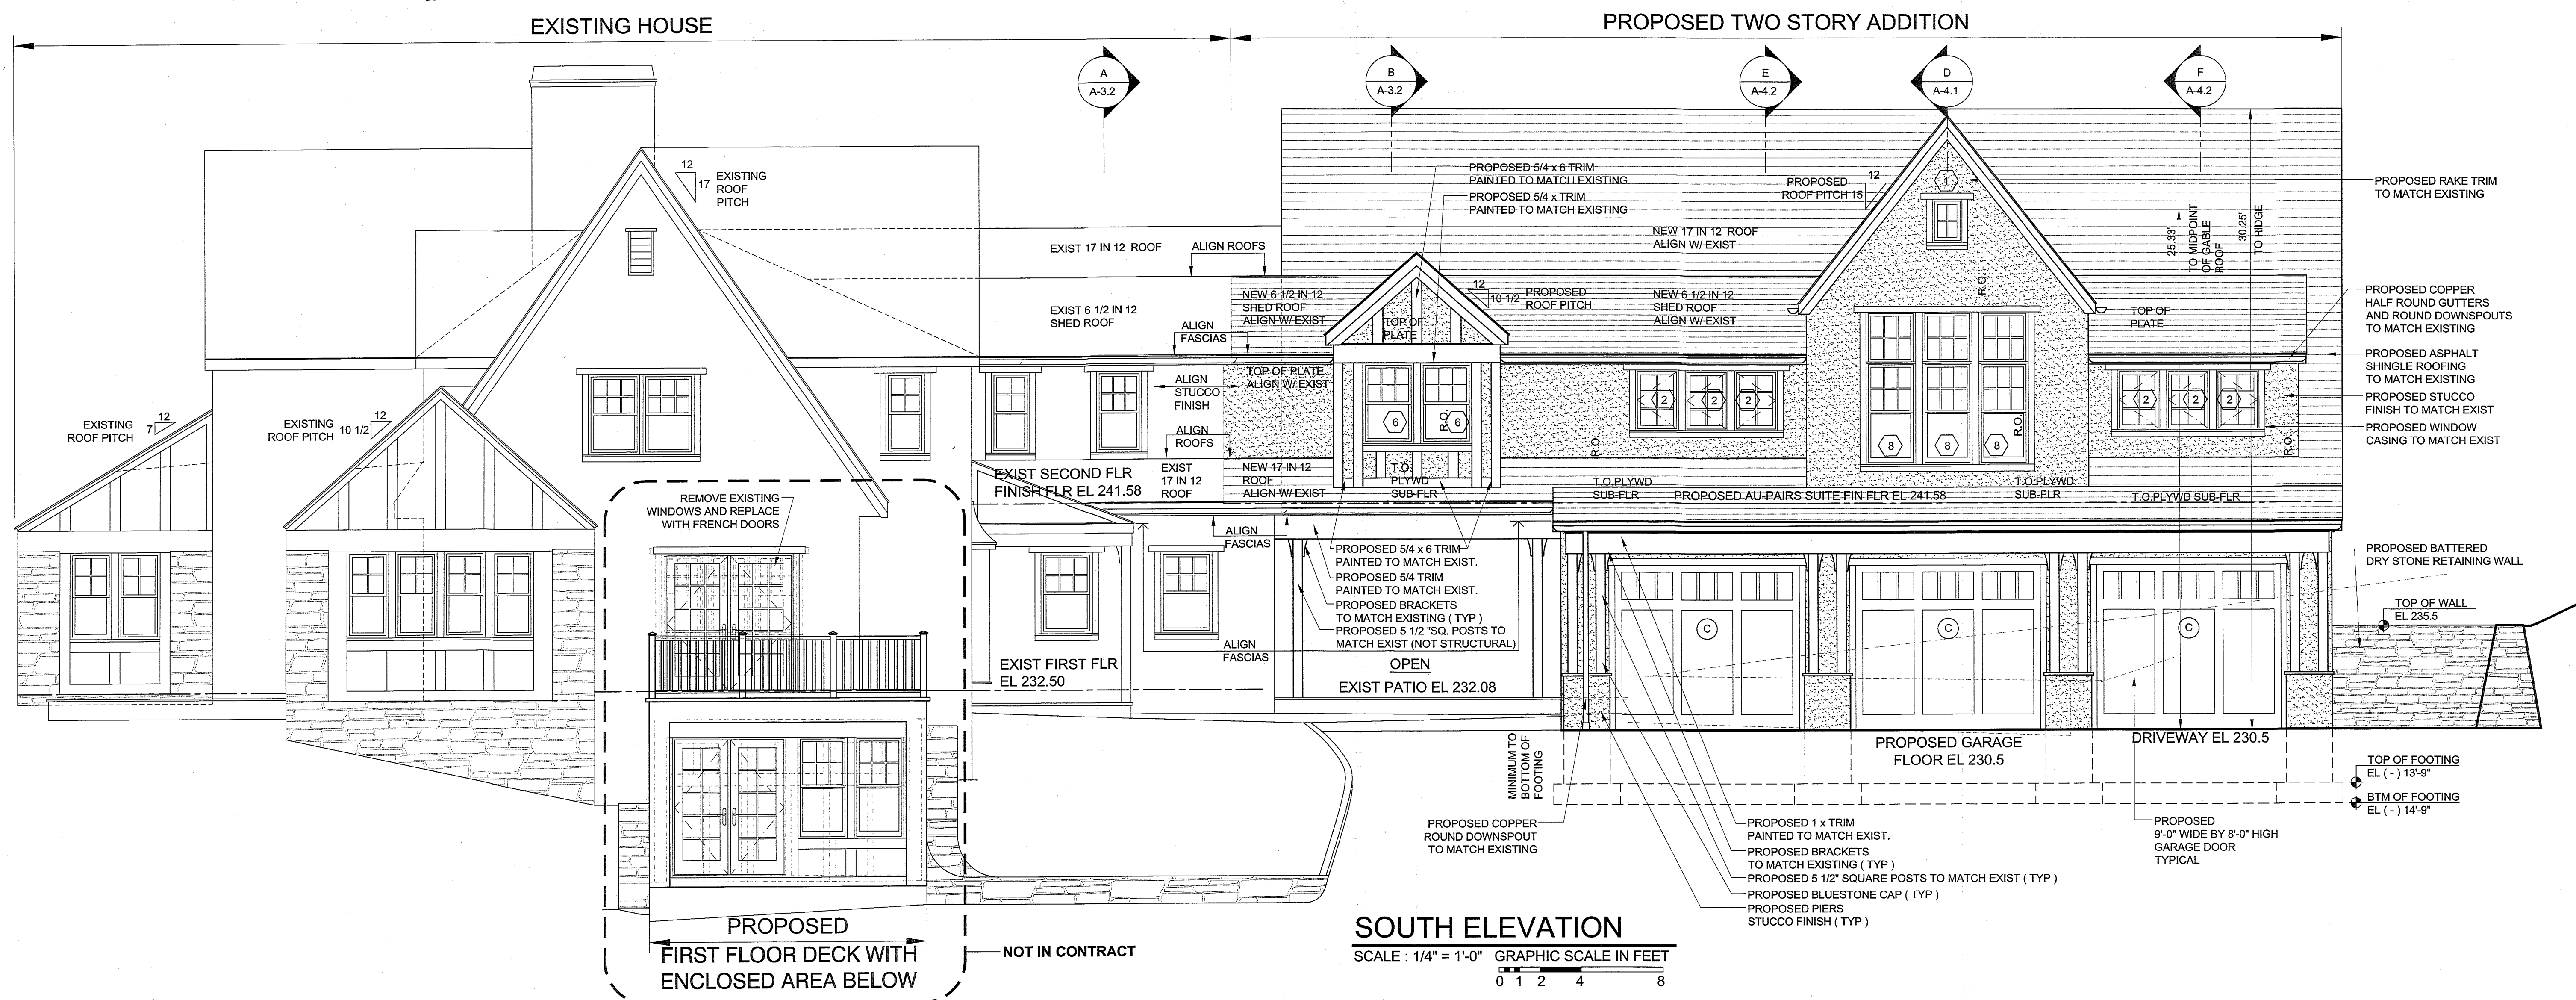 EXISTING HOUSE
PROPOSED TWO STORY ADDITION
A
A-3.2
B
A-3.2
E
A-4.2
D
A-4.1
F
A-4.2
12
17
EXISTING
ROOF
PITCH
EXIST 17 IN 12 ROOF
ALIGN ROOFS
EXIST 6 1/2 IN 12
SHED ROOF
ALIGN
FASCIAS
NEW 6 1/2 IN 12
SHED ROOF
ALIGN W/ EXIST
PROPOSED 5/4 x 6 TRIM
PAINTED TO MATCH EXISTING
PROPOSED 5/4 x TRIM
PAINTED TO MATCH EXISTING
12
10 1/2
PROPOSED
ROOF PITCH
TOP OF
PLATE
NEW 17 IN 12 ROOF
ALIGN W/ EXIST
NEW 6 1/2 IN 12
SHED ROOF
ALIGN W/ EXIST
PROPOSED
ROOF PITCH 15
12
1
R.O.
25.33'
TO MIDPOINT
OF GABLE
ROOF
30.25'
TO RIDGE
TOP OF
PLATE
PROPOSED RAKE TRIM
TO MATCH EXISTING
PROPOSED COPPER
HALF ROUND GUTTERS
AND ROUND DOWNSPOUTS
TO MATCH EXISTING
PROPOSED ASPHALT
SHINGLE ROOFING
TO MATCH EXISTING
PROPOSED STUCCO
FINISH TO MATCH EXIST
PROPOSED WINDOW
CASING TO MATCH EXIST
EXISTING
ROOF PITCH
12
7
EXISTING
ROOF PITCH
12
10 1/2
ALIGN
STUCCO
FINISH
TOP OF PLATE
ALIGN W/ EXIST
ALIGN
ROOFS
6
R.O.
6
2
2
2
R.O.
8
8
8
R.O.
2
2
2
R.O.
EXIST SECOND FLR
FINISH FLR EL 241.58
EXIST
17 IN 12
ROOF
NEW 17 IN 12
ROOF
ALIGN W/ EXIST
T.O.
PLYWD
SUB-FLR
T.O.PLYWD
SUB-FLR
PROPOSED AU-PAIRS SUITE FIN FLR EL 241.58
T.O.PLYWD
SUB-FLR
T.O.PLYWD SUB-FLR
REMOVE EXISTING
WINDOWS AND REPLACE
WITH FRENCH DOORS
ALIGN
FASCIAS
PROPOSED 5/4 x 6 TRIM
PAINTED TO MATCH EXIST.
PROPOSED 5/4 TRIM
PAINTED TO MATCH EXIST.
PROPOSED BRACKETS
TO MATCH EXISTING ( TYP )
PROPOSED 5 1/2 "SQ. POSTS TO
MATCH EXIST (NOT STRUCTURAL)
ALIGN
FASCIAS
OPEN
EXIST PATIO EL 232.08
EXIST FIRST FLR
EL 232.50
C
C
C
PROPOSED BATTERED
DRY STONE RETAINING WALL
TOP OF WALL
EL 235.5
MINIMUM TO
BOTTOM OF
FOOTING
PROPOSED GARAGE
FLOOR EL 230.5
DRIVEWAY EL 230.5
TOP OF FOOTING
EL ( - ) 13'-9"
BTM OF FOOTING
EL ( - ) 14'-9"
PROPOSED COPPER
ROUND DOWNSPOUT
TO MATCH EXISTING
PROPOSED 1 x TRIM
PAINTED TO MATCH EXIST.
PROPOSED BRACKETS
TO MATCH EXISTING ( TYP )
PROPOSED 5 1/2" SQUARE POSTS TO MATCH EXIST ( TYP )
PROPOSED BLUESTONE CAP ( TYP )
PROPOSED PIERS
STUCCO FINISH ( TYP )
PROPOSED
9'-0" WIDE BY 8'-0" HIGH
GARAGE DOOR
TYPICAL
PROPOSED
FIRST FLOOR DECK WITH
ENCLOSED AREA BELOW
NOT IN CONTRACT
SOUTH ELEVATION
SCALE : 1/4" = 1'-0" GRAPHIC SCALE IN FEET
0 1 2 4 8